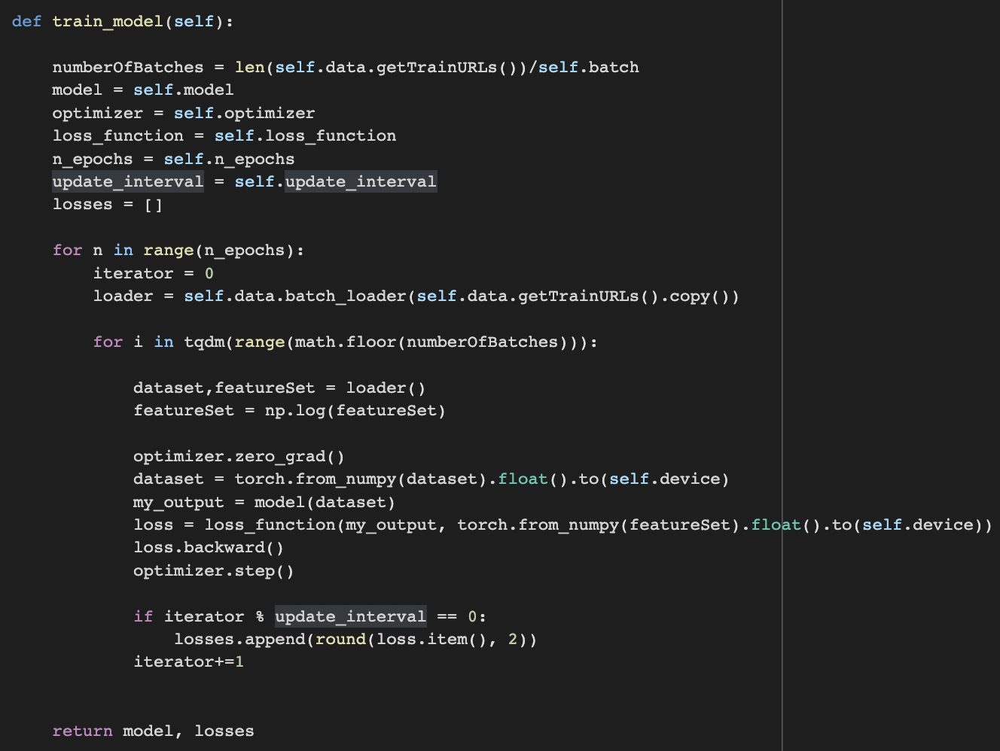 def train_model(self):
numberOfBatches = len(self.data.getTrainURLs())/self.batch
model = self.model
optimizer = self.optimizer
loss_function = self.loss_function
n_epochs = self.n_epochs
update_interval = self.update_interval
losses = []
for n in range(n_epochs):
iterator = 0
loader = self.data.batch_loader(self.data.getTrainURLs().copy())
for i in tqdm(range(math.floor(numberOfBatches))):
dataset,featureSet = loader()
featureSet = np.log(featureSet)
optimizer.zero_grad()
dataset = torch.from_numpy(dataset).float().to(self.device)
my_output = model(dataset)
loss = loss_function(my_output, torch.from_numpy(featureSet).float().to(self.device))
loss.backward()
optimizer.step()
if iterator % update_interval == 0:
losses.append(round(loss.item(), 2))
iterator+=1
return model, losses